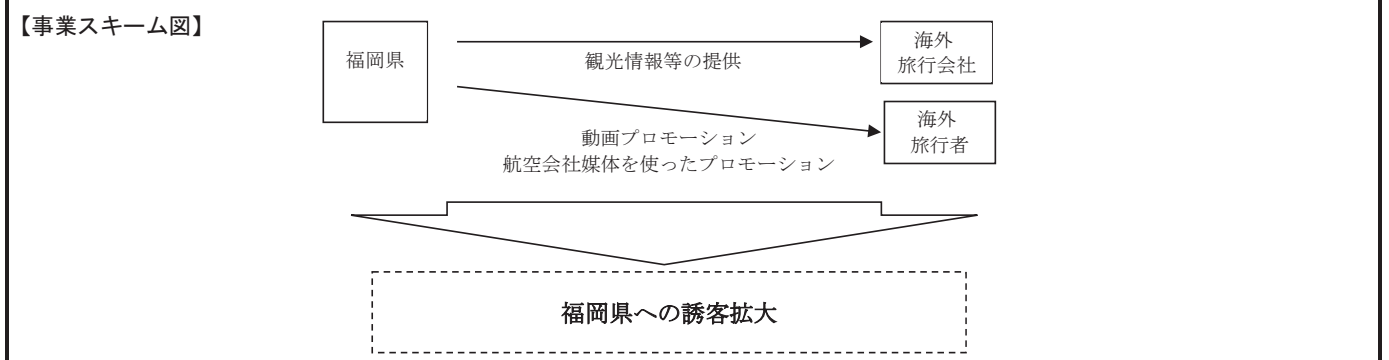 【事業スキーム図】
福岡県
観光情報等の提供
海外
旅行会社
動画プロモーション
航空会社媒体を使ったプロモーション
海外
旅行者
福岡県への誘客拡大